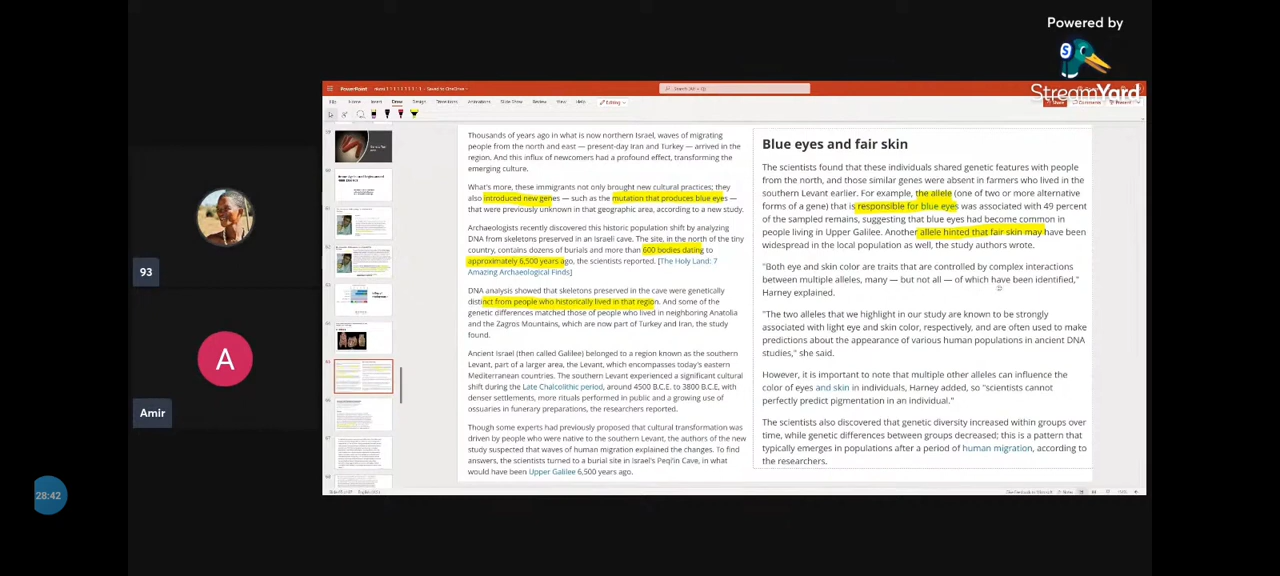 Powered by
S
StreamYard
PowerPoint
Saved to OneDrive
File Home Insert Draw Design Transitions Animations Slide Show Review View Help
Editing
Share Comments Present
Thousands of years ago in what is now northern Israel, waves of migrating
people from the north and east — present-day Iran and Turkey — arrived in the
region. And this influx of newcomers had a profound effect, transforming the
emerging culture.
What's more, these immigrants not only brought new cultural practices; they
also introduced new genes — such as the mutation that produces blue eyes —
that were previously unknown in that geographic area, according to a new study.
Archaeologists recently discovered this historic population shift by analyzing
DNA from skeletons preserved in an Israeli cave. The site, in the north of the tiny
country, contains dozens of burials and more than 600 bodies dating to
approximately 6,500 years ago, the scientists reported. [The Holy Land: 7
Amazing Archaeological Finds]
DNA analysis showed that skeletons preserved in the cave were genetically
distinct from people who historically lived in that region. And some of the
genetic differences matched those of people who lived in neighboring Anatolia
and the Zagros Mountains, which are now part of Turkey and Iran, the study
found.
Ancient Israel (then called Galilee) belonged to a region known as the southern
Levant, part of a larger area, the Levant, which encompasses today's eastern
Mediterranean countries. The southern Levant experienced a significant cultural
shift during the Late Chalcolithic period, around 4500 B.C.E. to 3800 B.C.E, with
denser settlements, more rituals performed in public and a growing use of
ossuaries in funerary preparations, the researchers reported.
Though some experts had previously proposed that cultural transformation was
driven by people who were native to the southern Levant, the authors of the new
study suspected that waves of human migration explained the changes. To find
answers, the scientists turned to a burial site in Israel's Peqi'in Cave, in what
would have been Upper Galilee 6,500 years ago.
Blue eyes and fair skin
The scientists found that these individuals shared genetic features with people
from the north, and those similar genes were absent in farmers who lived in the
southern Levant earlier. For example, the allele (one of two or more alternative
forms of a gene) that is responsible for blue eyes was associated with 49 percent
of the sampled remains, suggesting that blue eyes had become common in
people living in Upper Galilee. Another allele hinted that fair skin may have been
widespread in the local population as well, the study authors wrote.
"Both eye and skin color are traits that are controlled by complex interactions
between multiple alleles, many — but not all — of which have been identified,"
Harney explained.
"The two alleles that we highlight in our study are known to be strongly
associated with light eye and skin color, respectively, and are often used to make
predictions about the appearance of various human populations in ancient DNA
studies," she said.
However, it is important to note that multiple other alleles can influence the
color of eyes and skin in individuals, Harney added, so "scientists cannot
perfectly predict pigmentation in an individual."
The scientists also discovered that genetic diversity increased within groups over
time, while genetic differences between groups decreased; this is a pattern that
typically emerges in populations after a period of human migration, according to
the researchers.
93
A
Amir
28:42